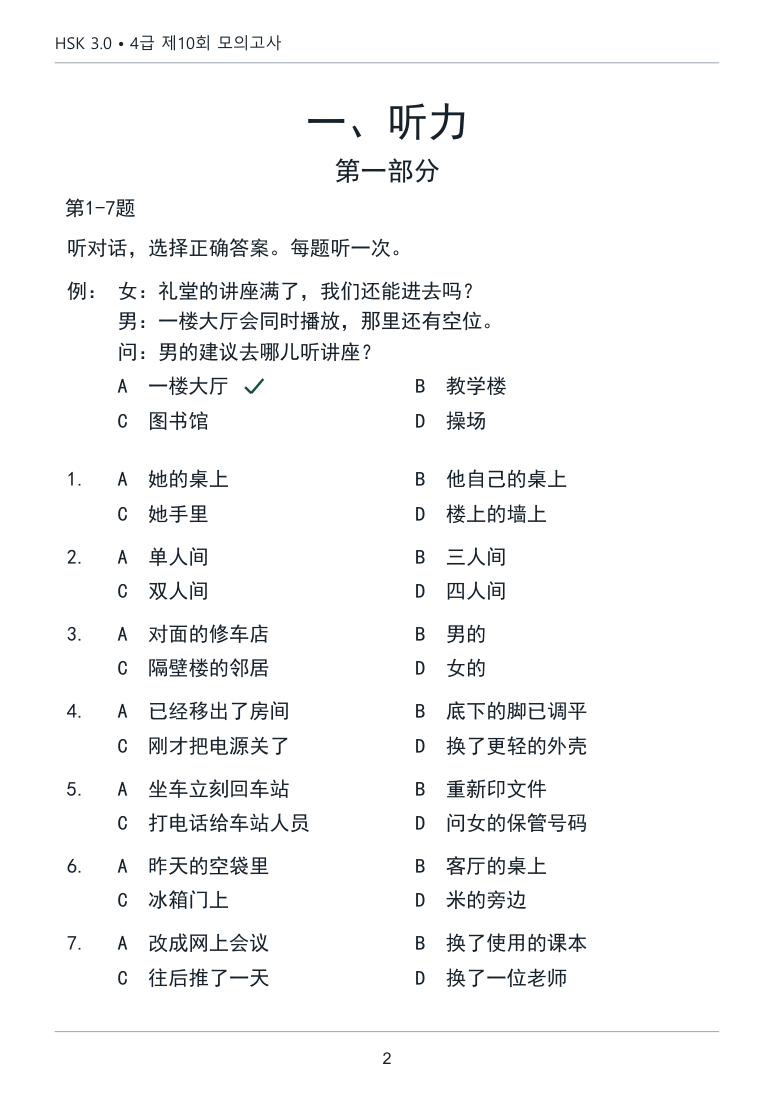 HSK 3.0 • 4급 제10회 모의고사
一、听力
第一部分
第1-7题
听对话，选择正确答案。每题听一次。
例： 女：礼堂的讲座满了，我们还能进去吗？
男：一楼大厅会同时播放，那里还有空位。
问：男的建议去哪儿听讲座？
A 一楼大厅 ✓ B 教学楼
C 图书馆 D 操场
1. A 她的桌上 B 他自己的桌上
C 她手里 D 楼上的墙上
2. A 单人间 B 三人间
C 双人间 D 四人间
3. A 对面的修车店 B 男的
C 隔壁楼的邻居 D 女的
4. A 已经移出了房间 B 底下的脚已调平
C 刚才把电源关了 D 换了更轻的外壳
5. A 坐车立刻回车站 B 重新印文件
C 打电话给车站人员 D 问女的保管号码
6. A 昨天的空袋里 B 客厅的桌上
C 冰箱门上 D 米的旁边
7. A 改成网上会议 B 换了使用的课本
C 往后推了一天 D 换了一位老师
2